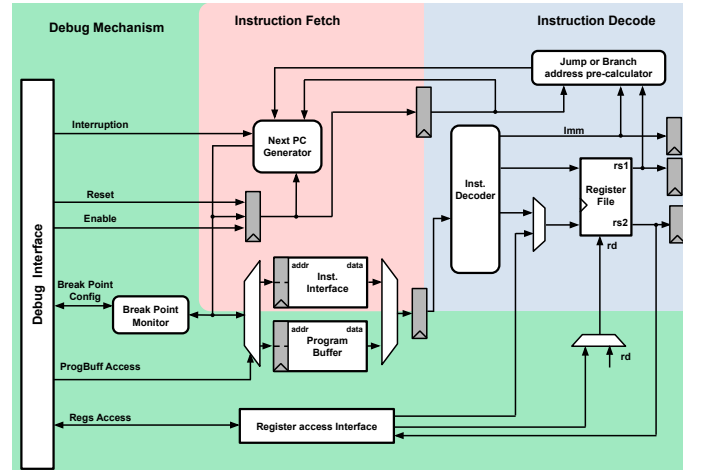 Debug Mechanism
Instruction Fetch
Instruction Decode
Jump or Branch
address pre-calculator
Interruption
Next PC
Generator
Imm
Inst.
Decoder
rs1
Register
File
rs2
rd
Reset
Enable
Debug Interface
addr
data
Inst.
Interface
Break Point
Config
Break Point
Monitor
addr
data
Program
Buffer
rd
ProgBuff Access
Regs Access
Register access Interface